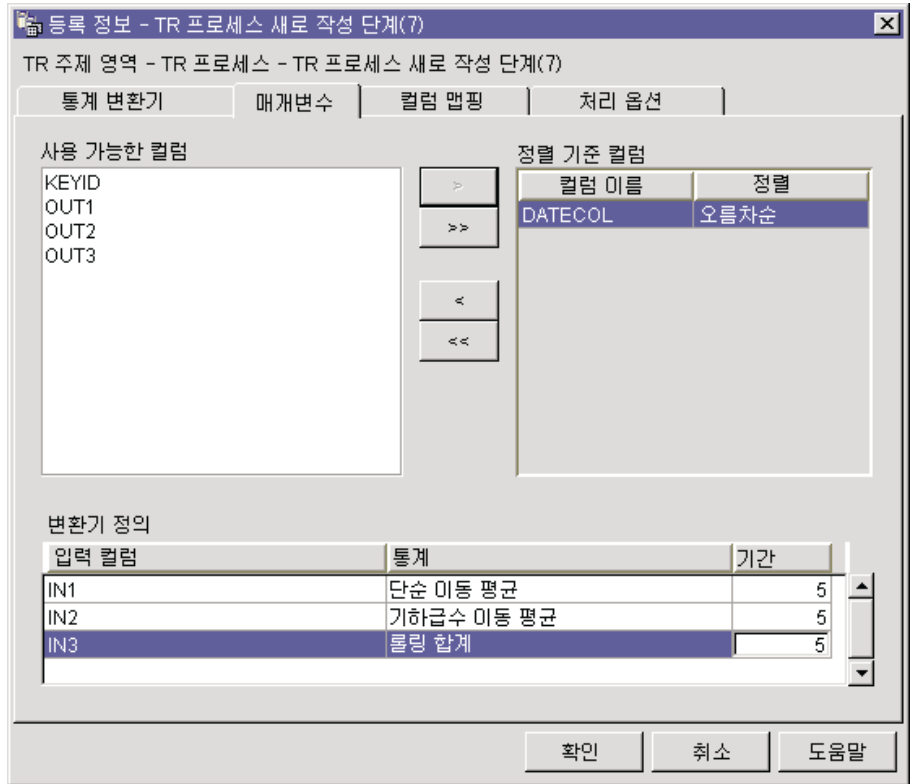 등록 정보 - TR 프로세스 새로 작성 단계(7)
TR 주제 영역 - TR 프로세스 - TR 프로세스 새로 작성 단계(7)
통계 변환기 매개변수 컬럼 맵핑 처리 옵션
사용 가능한 컬럼
KEYID
OUT1
OUT2
OUT3
>
>>
<
<<
정렬 기준 컬럼
컬럼 이름 정렬
DATECOL 오름차순
변환기 정의
입력 컬럼 통계 기간
IN1 단순 이동 평균 5
IN2 기하급수 이동 평균 5
IN3 롤링 합계 5
확인 취소 도움말